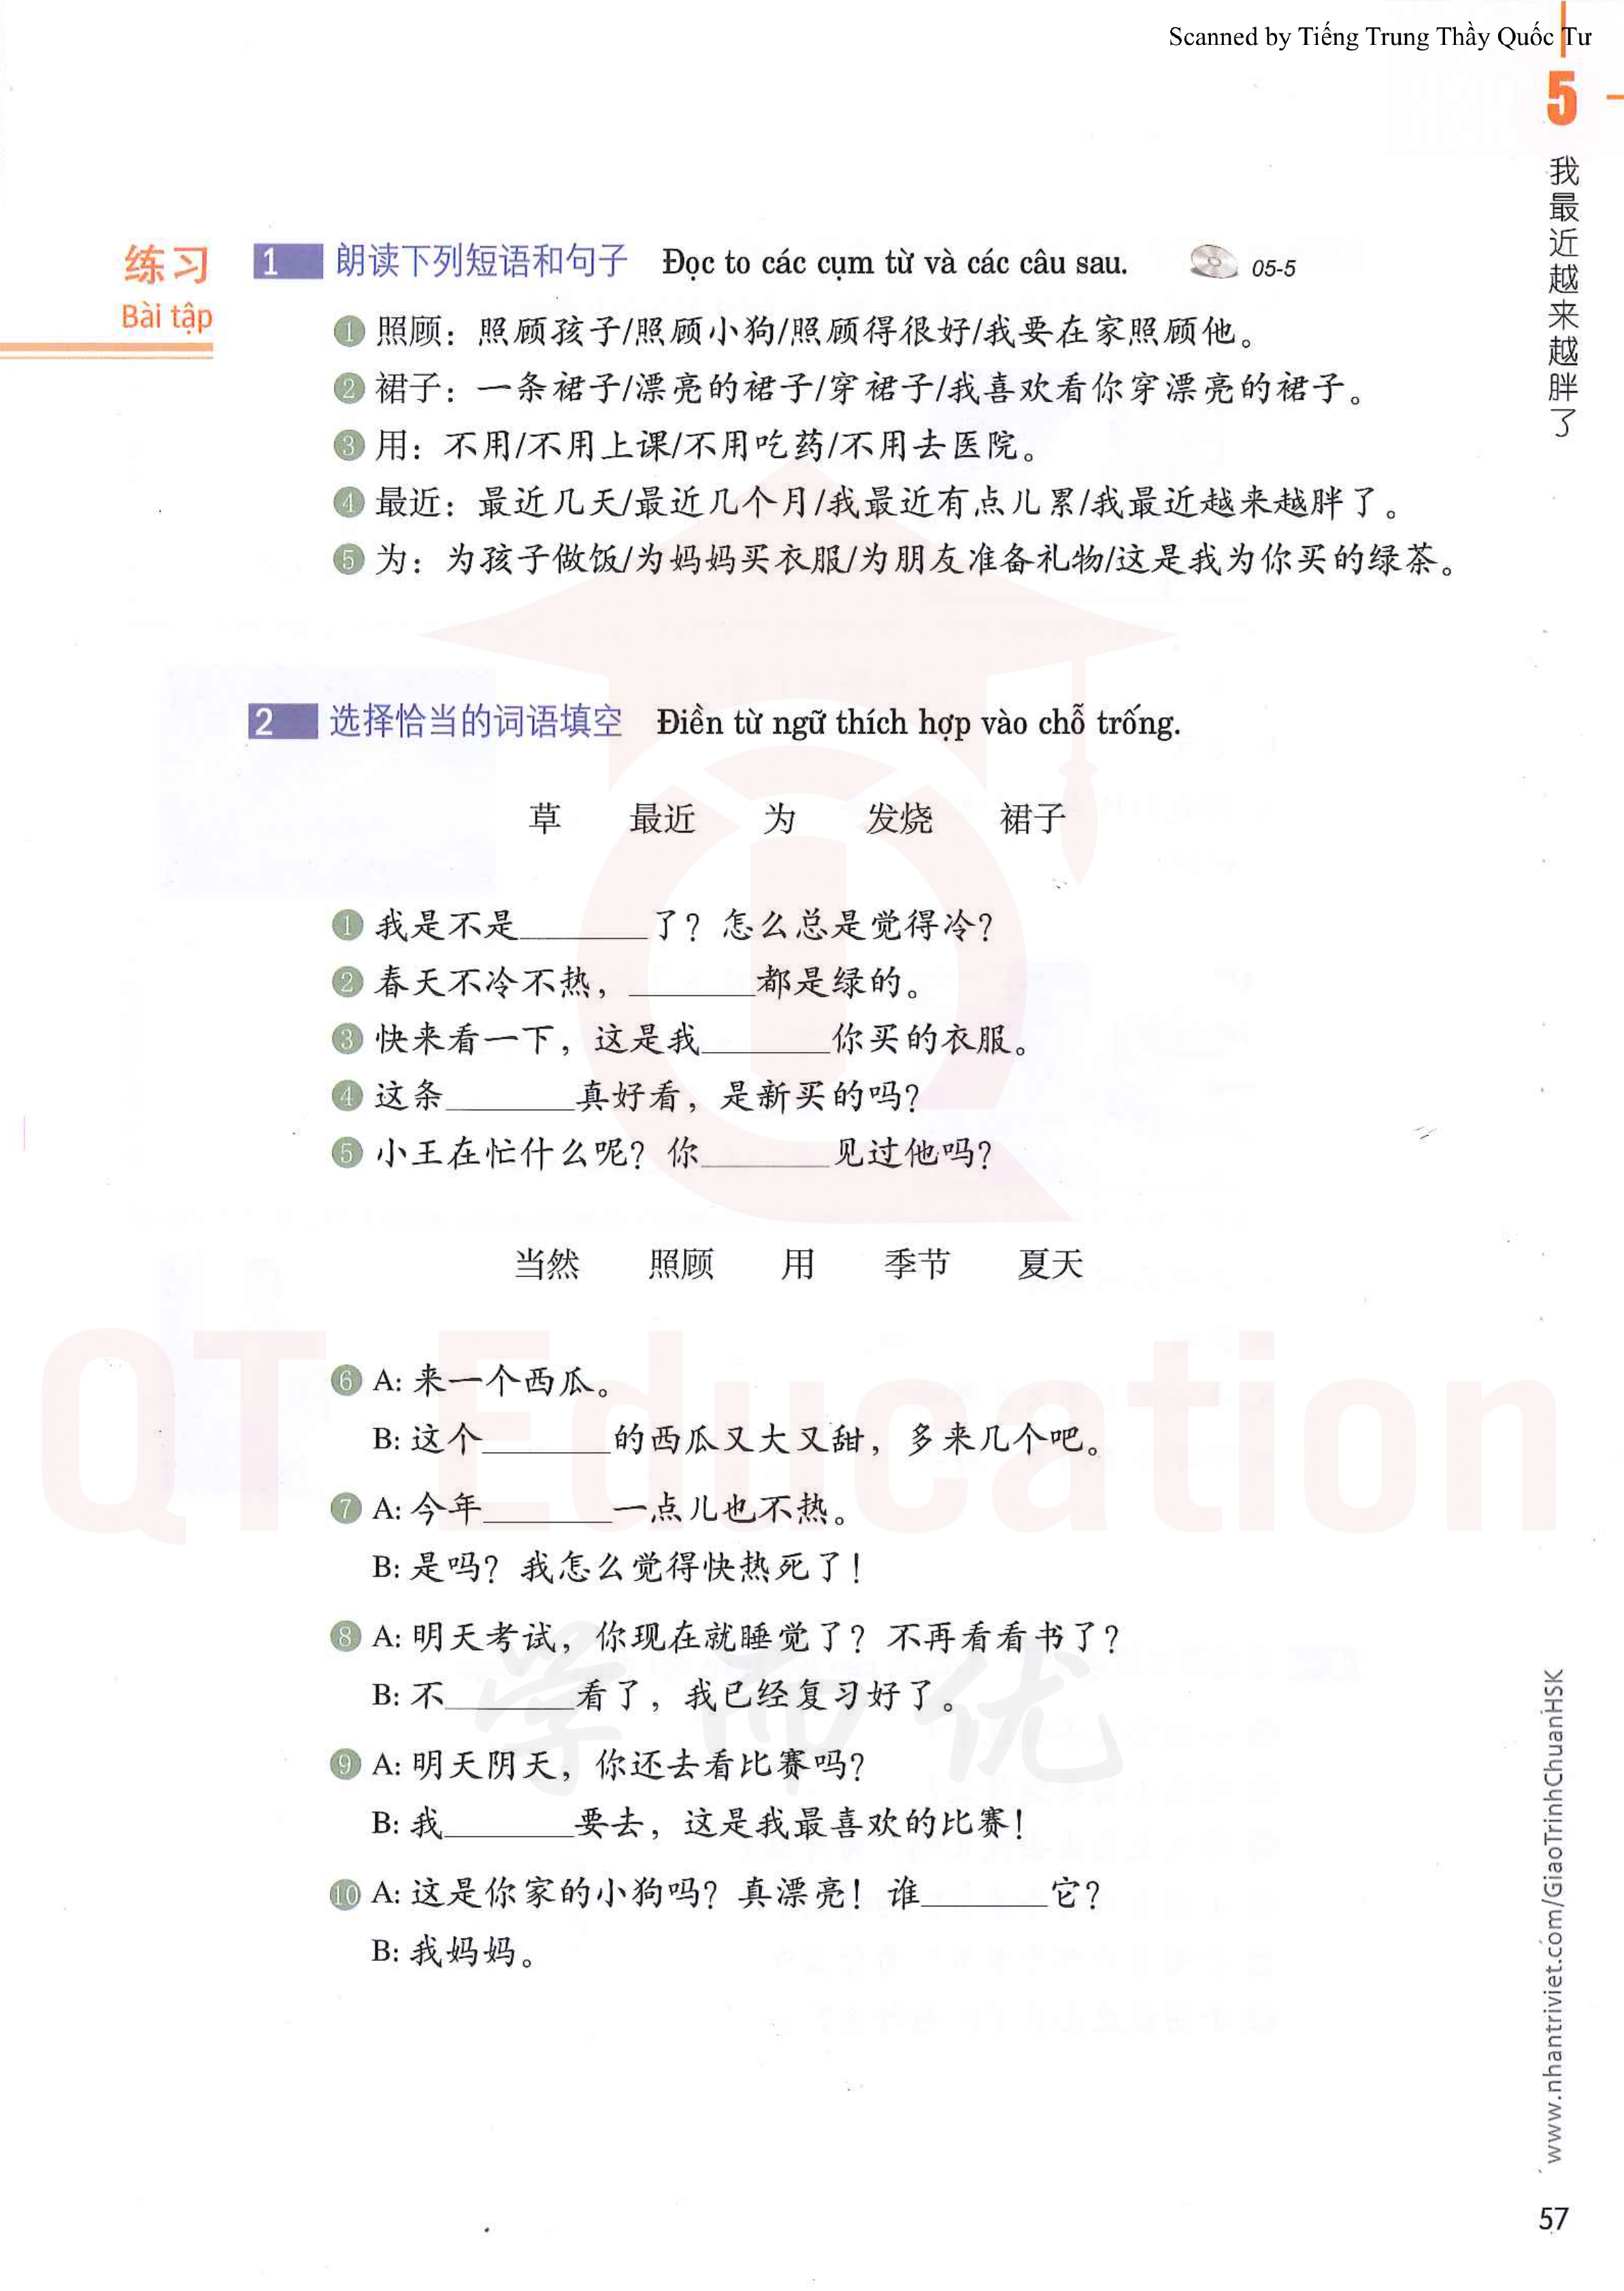 Scanned by Tiếng Trung Thầy Quốc Tư
5
我最近越来越胖了
练习
Bài tập
1 朗读下列短语和句子 Đọc to các cụm từ và các câu sau. 05-5
1 照顾：照顾孩子/照顾小狗/照顾得很好/我要在家照顾他。
2 裙子：一条裙子/漂亮的裙子/穿裙子/我喜欢看你穿漂亮的裙子。
3 用：不用/不用上课/不用吃药/不用去医院。
4 最近：最近几天/最近几个月/我最近有点儿累/我最近越来越胖了。
5 为：为孩子做饭/为妈妈买衣服/为朋友准备礼物/这是我为你买的绿茶。
2 选择恰当的词语填空 Điền từ ngữ thích hợp vào chỗ trống.
草 最近 为 发烧 裙子
1 我是不是_______了？怎么总是觉得冷？
2 春天不冷不热，_______都是绿的。
3 快来看一下，这是我_______你买的衣服。
4 这条_______真好看，是新买的吗？
5 小王在忙什么呢？你_______见过他吗？
当然 照顾 用 季节 夏天
6 A: 来一个西瓜。
B: 这个_______的西瓜又大又甜，多来几个吧。
7 A: 今年_______一点儿也不热。
B: 是吗？我怎么觉得快热死了！
8 A: 明天考试，你现在就睡觉了？不再看看书了？
B: 不_______看了，我已经复习好了。
9 A: 明天阴天，你还去看比赛吗？
B: 我_______要去，这是我最喜欢的比赛！
10 A: 这是你家的小狗吗？真漂亮！谁_______它？
B: 我妈妈。
QT Education
学而优
www.nhantriviet.com/GiaoTrinhChuanHSK
57